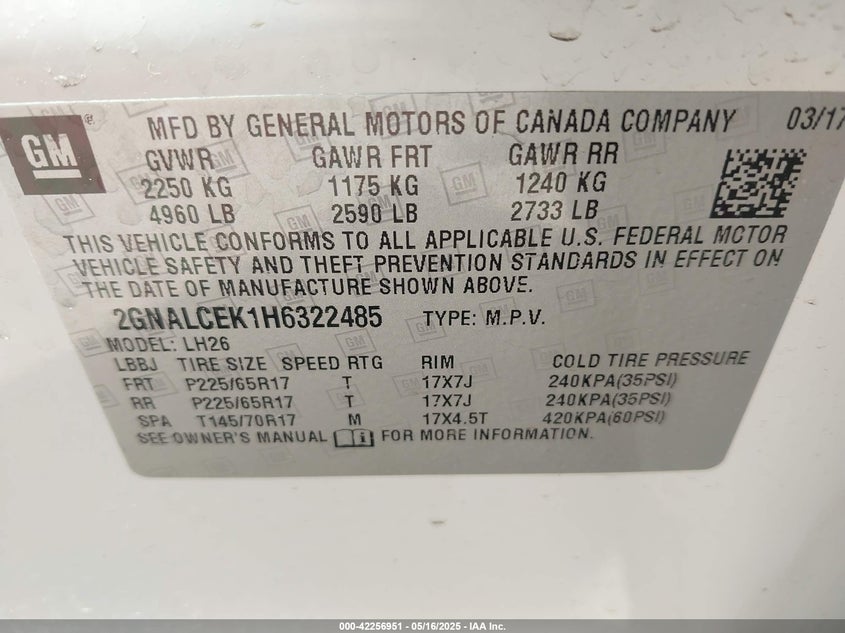 GM ®
MFD BY GENERAL MOTORS OF CANADA COMPANY 03/17
GVWR GAWR FRT GAWR RR
2250 KG 1175 KG 1240 KG
4960 LB 2590 LB 2733 LB
THIS VEHICLE CONFORMS TO ALL APPLICABLE U.S. FEDERAL MOTOR
VEHICLE SAFETY AND THEFT PREVENTION STANDARDS IN EFFECT ON
THE DATE OF MANUFACTURE SHOWN ABOVE.
2GNALCEK1H6322485 TYPE: M.P.V.
MODEL: LH26
LBBJ TIRE SIZE SPEED RTG RIM COLD TIRE PRESSURE
FRT P225/65R17 T 17X7J 240KPA(35PSI)
RR P225/65R17 T 17X7J 240KPA(35PSI)
SPA T145/70R17 M 17X4.5T 420KPA(60PSI)
SEE OWNER'S MANUAL FOR MORE INFORMATION.
000-42256951 - 05/16/2025 - IAA Inc.